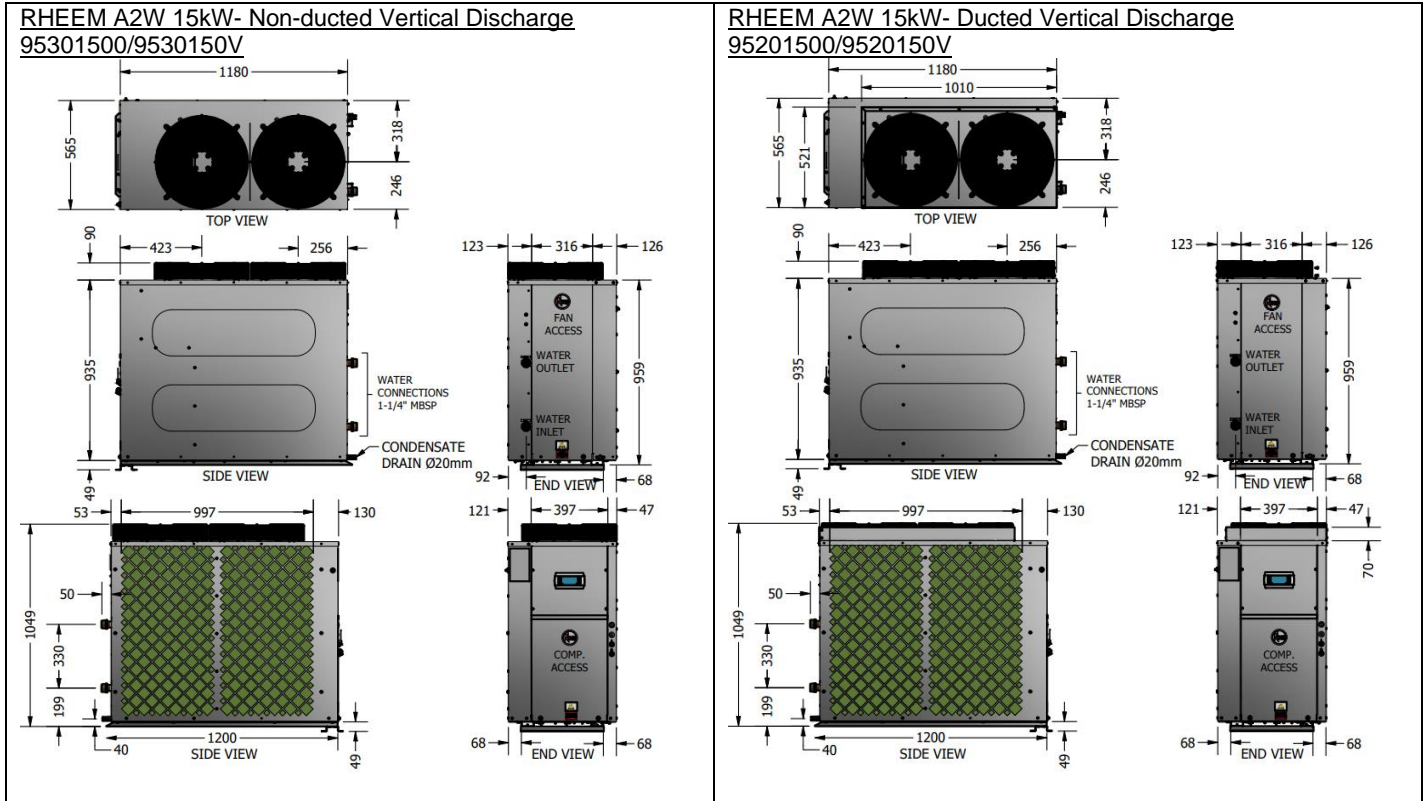 RHEEM A2W 15kW- Non-ducted Vertical Discharge
95301500/9530150V
1180
565
318
246
TOP VIEW
90
423
256
935
WATER
CONNECTIONS
1-1/4" MBSP
CONDENSATE
DRAIN Ø20mm
49
SIDE VIEW
123
316
126
FAN
ACCESS
WATER
OUTLET
WATER
INLET
959
92
END VIEW
68
53
997
130
1049
50
330
199
40
1200
49
SIDE VIEW
121
397
47
COMP.
ACCESS
68
END VIEW
68
RHEEM A2W 15kW- Ducted Vertical Discharge
95201500/9520150V
1180
1010
565
521
318
246
TOP VIEW
90
423
256
935
WATER
CONNECTIONS
1-1/4" MBSP
CONDENSATE
DRAIN Ø20mm
49
SIDE VIEW
123
316
126
FAN
ACCESS
WATER
OUTLET
WATER
INLET
959
92
END VIEW
68
53
997
130
1049
50
330
199
40
1200
49
SIDE VIEW
121
397
47
70
COMP.
ACCESS
68
END VIEW
68